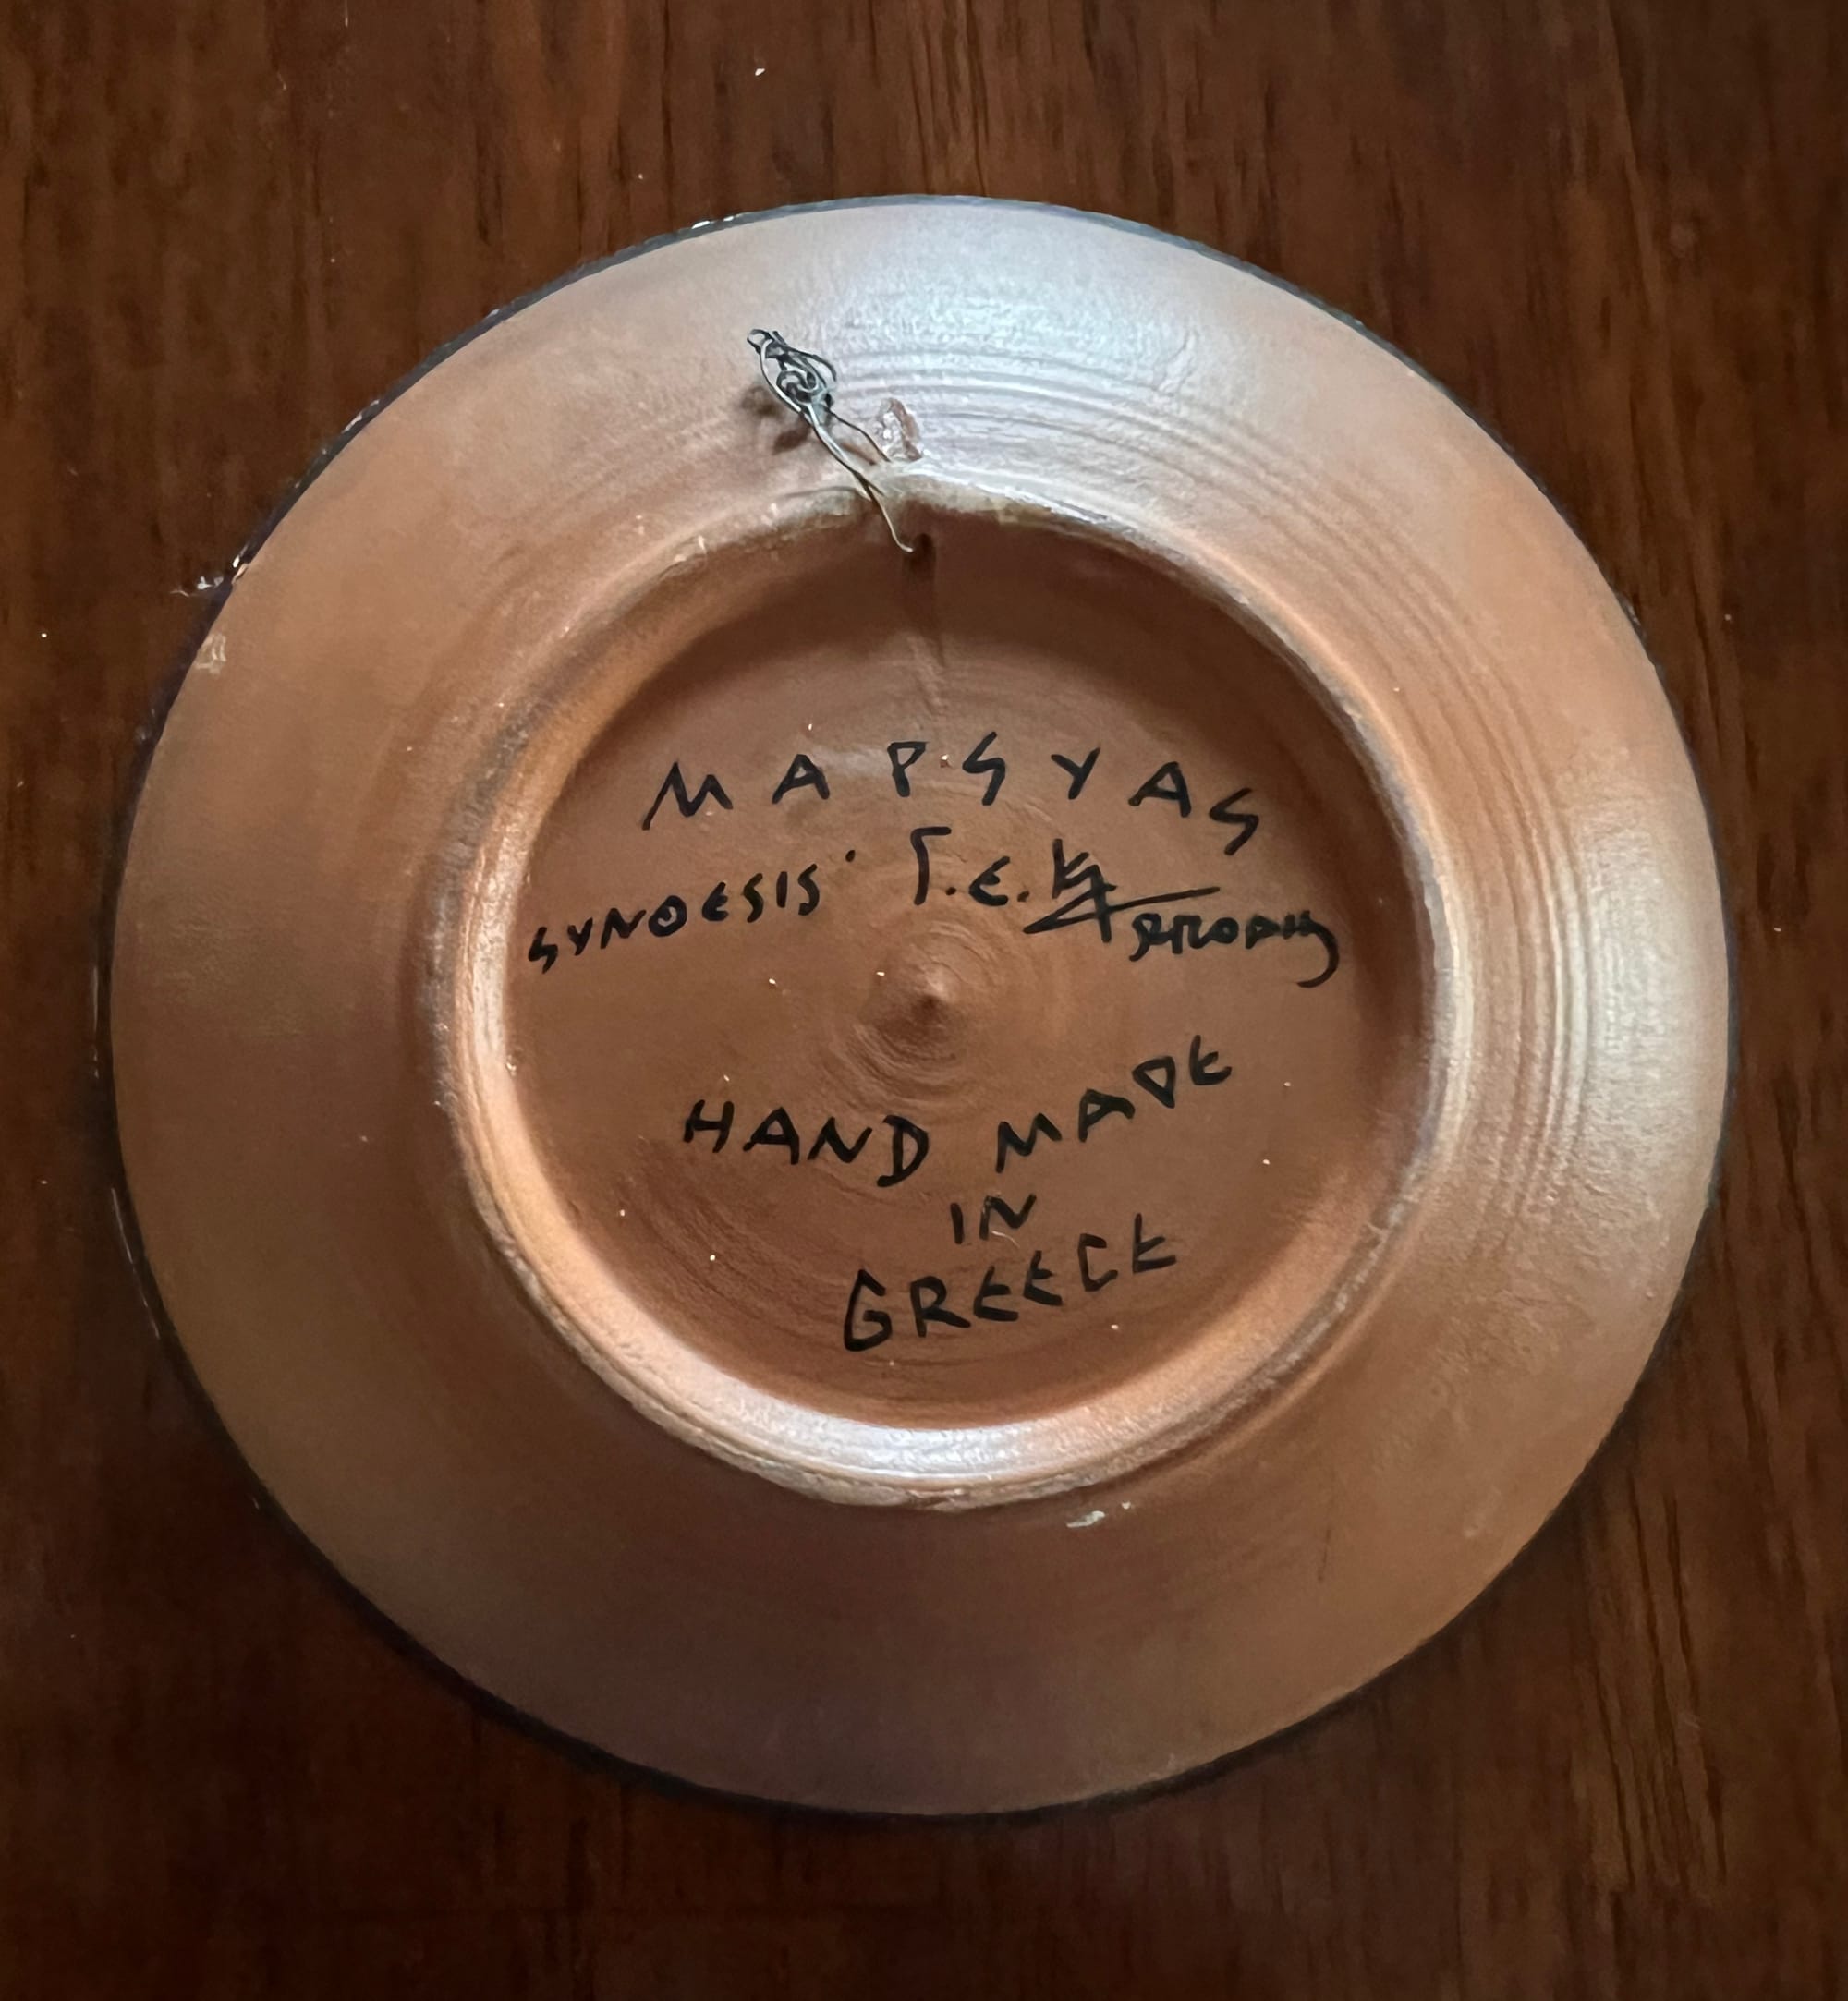 MAPSYAS
SYNOESIS Γ.Ε.
HAND MADE
IN
GREECE